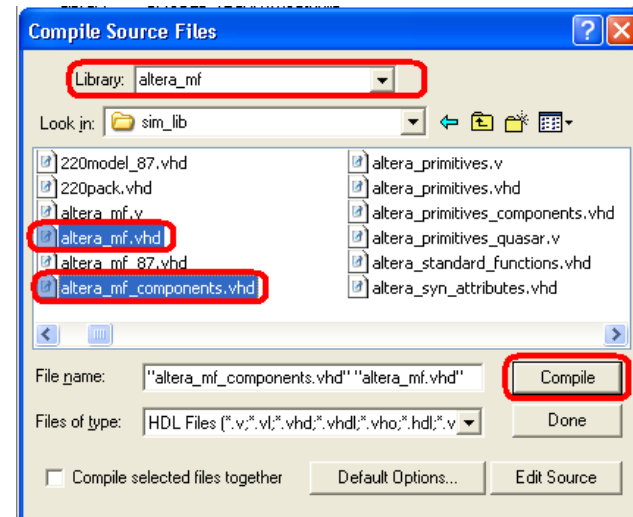 Compile Source Files
Library: altera_mf
Look in: sim_lib
220model_87.vhd
220pack.vhd
altera_mf.v
altera_mf.vhd
altera_mf_87.vhd
altera_mf_components.vhd
altera_primitives.v
altera_primitives.vhd
altera_primitives_components.vhd
altera_primitives_quasar.v
altera_standard_functions.vhd
altera_syn_attributes.vhd
File name: "altera_mf_components.vhd" "altera_mf.vhd" Compile
Files of type: HDL Files (*.v;*.vl;*.vhd;*.vhdl;*.vho;*.hdl;*.v Done
Compile selected files together Default Options... Edit Source